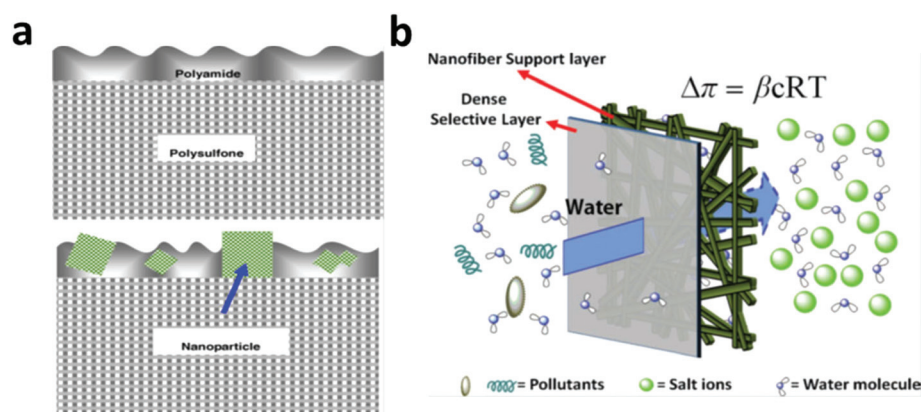 a
Polyamide
Polysulfone
Nanoparticle
b
Nanofiber Support layer
Δπ = βcRT
Dense
Selective Layer
Water
= Pollutants
= Salt ions
= Water molecule